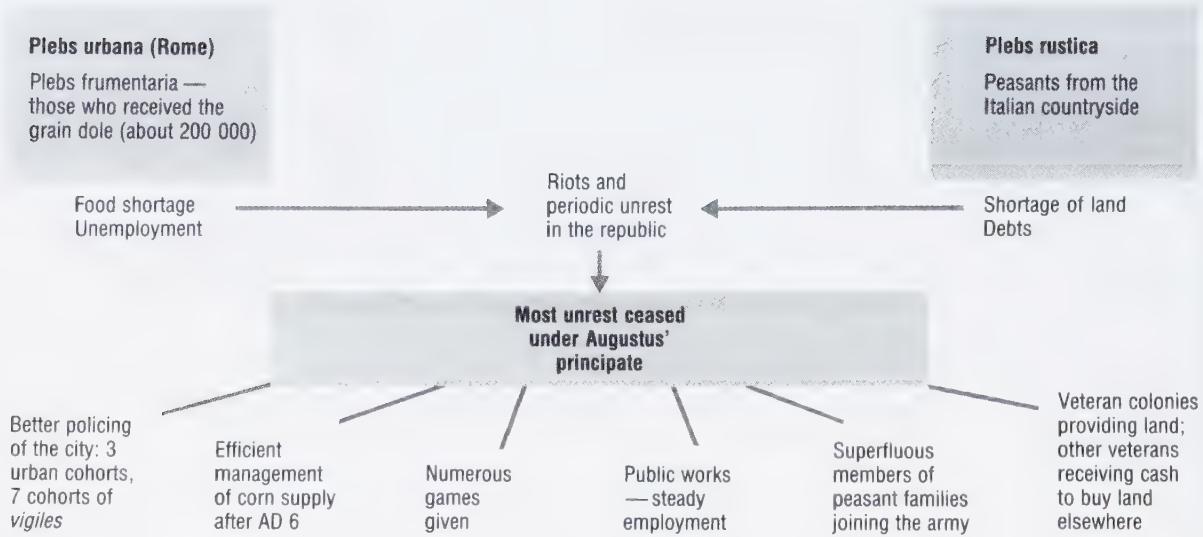 Plebs urbana (Rome)
Plebs frumentaria —
those who received the
grain dole (about 200 000)
Plebs rustica
Peasants from the
Italian countryside
Food shortage
Unemployment
Riots and
periodic unrest
in the republic
Shortage of land
Debts
Most unrest ceased
under Augustus'
principate
Better policing
of the city: 3
urban cohorts,
7 cohorts of
vigiles
Efficient
management
of corn supply
after AD 6
Numerous
games
given
Public works
— steady
employment
Superfluous
members of
peasant families
joining the army
Veteran colonies
providing land;
other veterans
receiving cash
to buy land
elsewhere